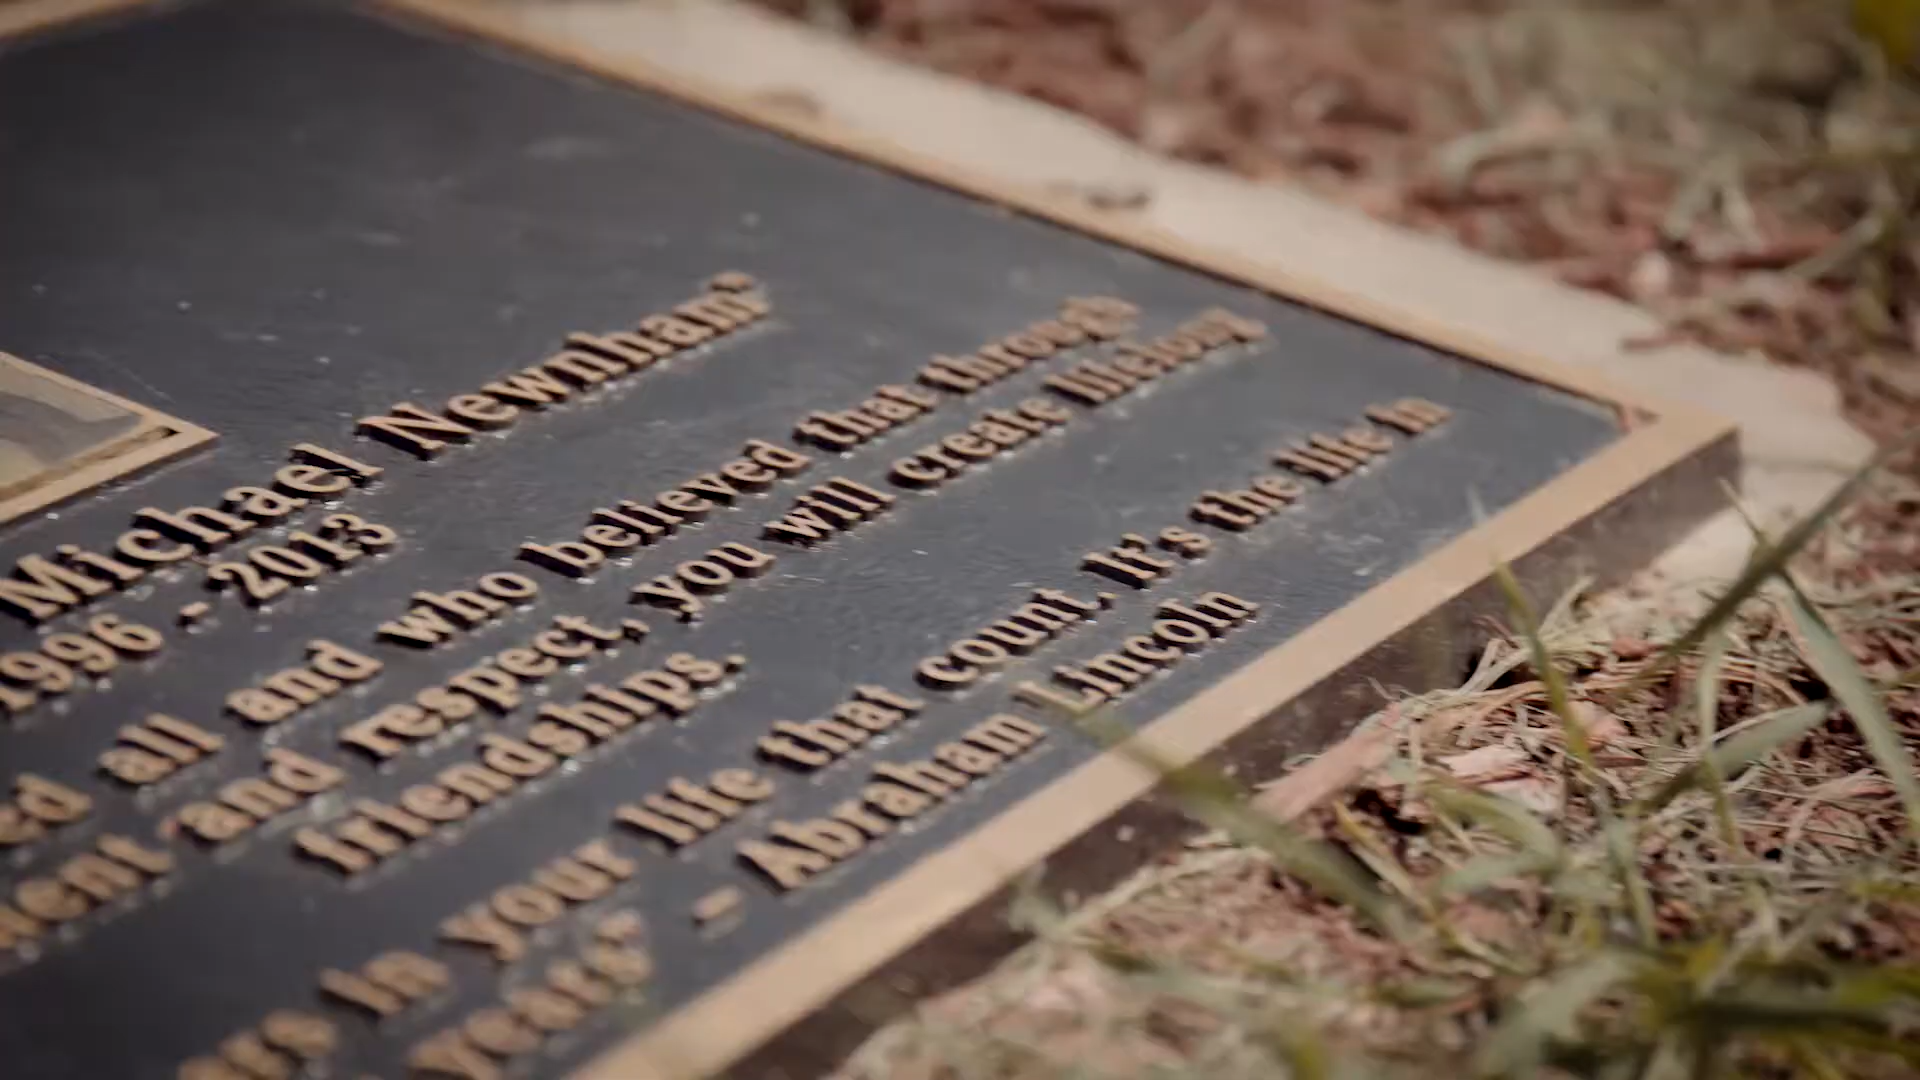 Michael Newnham"
1996 - 2013
ed all and who believed that through
ment and respect, you will create lifelong
friendships.
in your life that count. It's the life in
years" - Abraham Lincoln